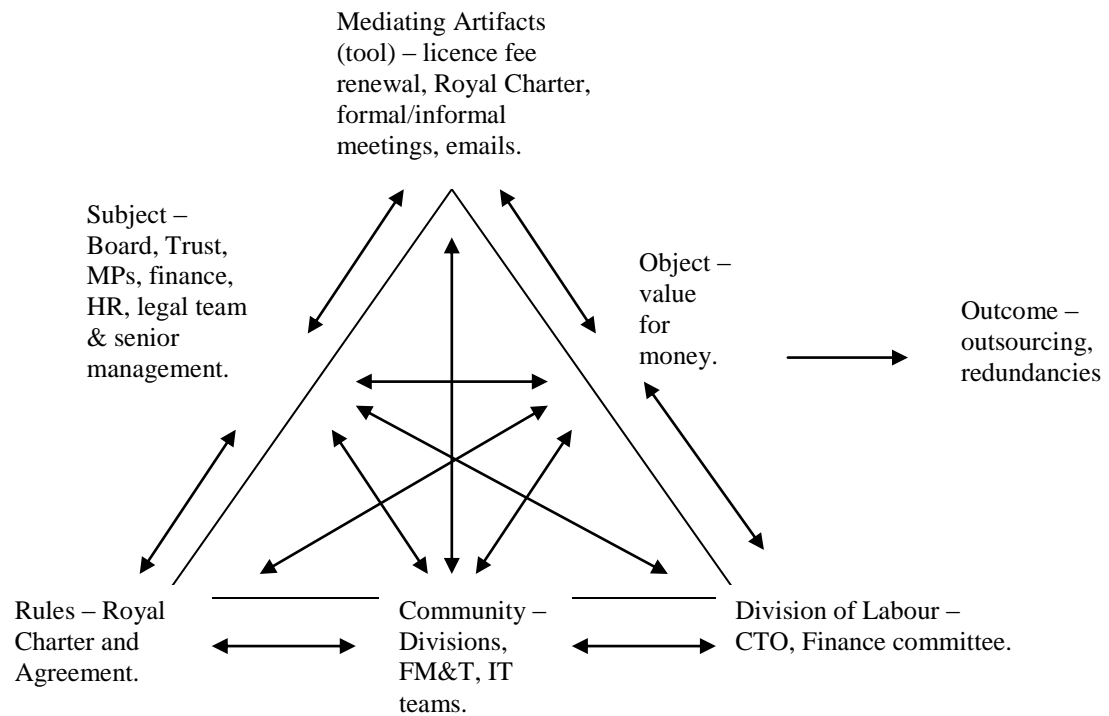 Mediating Artifacts
(tool) – licence fee
renewal, Royal Charter,
formal/informal
meetings, emails.
Subject –
Board, Trust,
MPs, finance,
HR, legal team
& senior
management.
Object –
value
for
money.
Outcome –
outsourcing,
redundancies
Rules – Royal
Charter and
Agreement.
Community –
Divisions,
FM&T, IT
teams.
Division of Labour –
CTO, Finance committee.